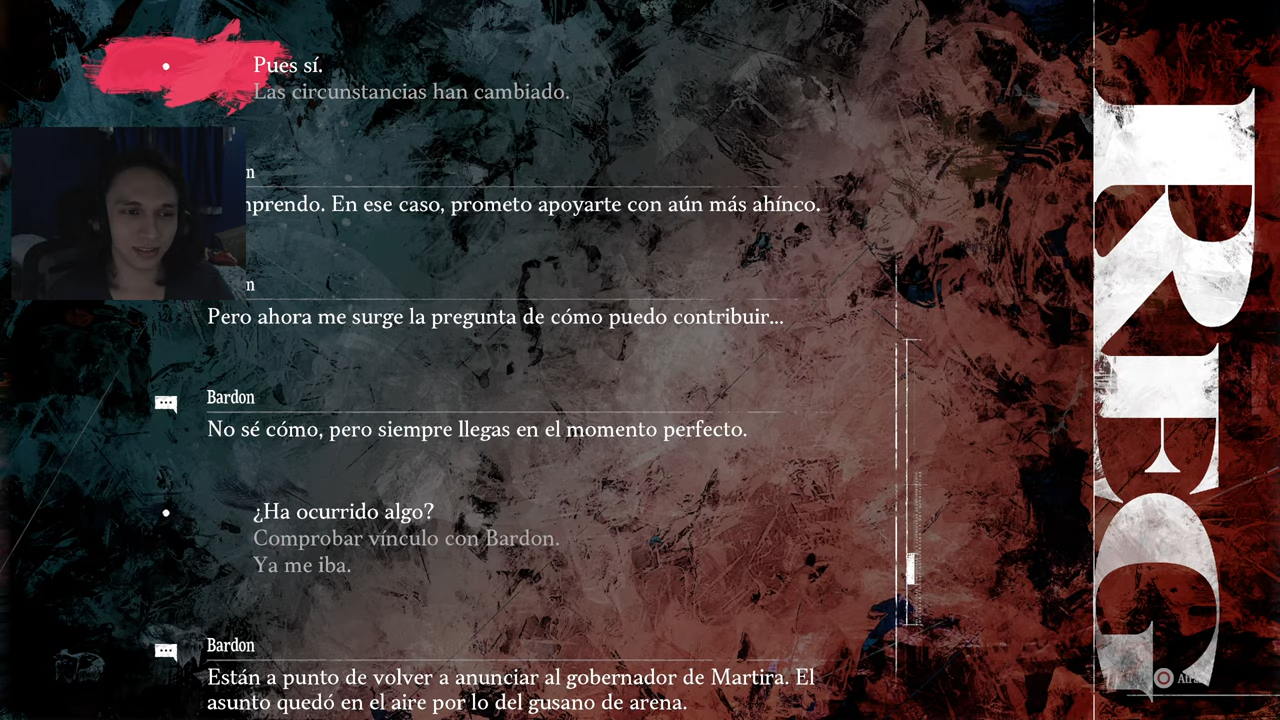 Pues sí.
Las circunstancias han cambiado.
En ese caso, prometo apoyarte con aún más ahínco.
Pero ahora me surge la pregunta de cómo puedo contribuir...
Bardon
No sé cómo, pero siempre llegas en el momento perfecto.
¿Ha ocurrido algo?
Comprobar vínculo con Bardon.
Ya me iba.
Bardon
Están a punto de volver a anunciar al gobernador de Martira. El
asunto quedó en el aire por lo del gusano de arena.